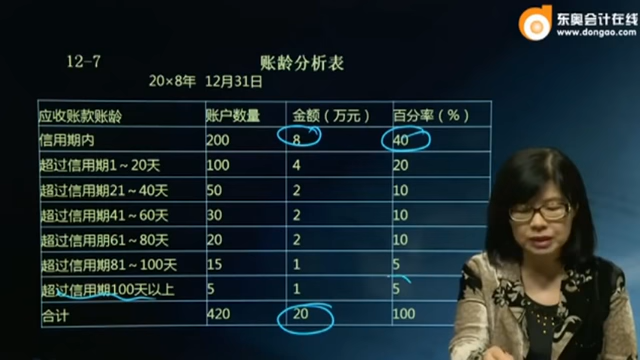 东奥会计在线
www.dongao.com
12-7 账龄分析表
20×8年 12月31日
应收账款账龄 账户数量 金额（万元） 百分率（%）
信用期内 200 8 40
超过信用期1～20天 100 4 20
超过信用期21～40天 50 2 10
超过信用期41～60天 30 2 10
超过信用朋61～80天 20 2 10
超过信用期81～100天 15 1 5
超过信用期100天以上 5 1 5
合计 420 20 100